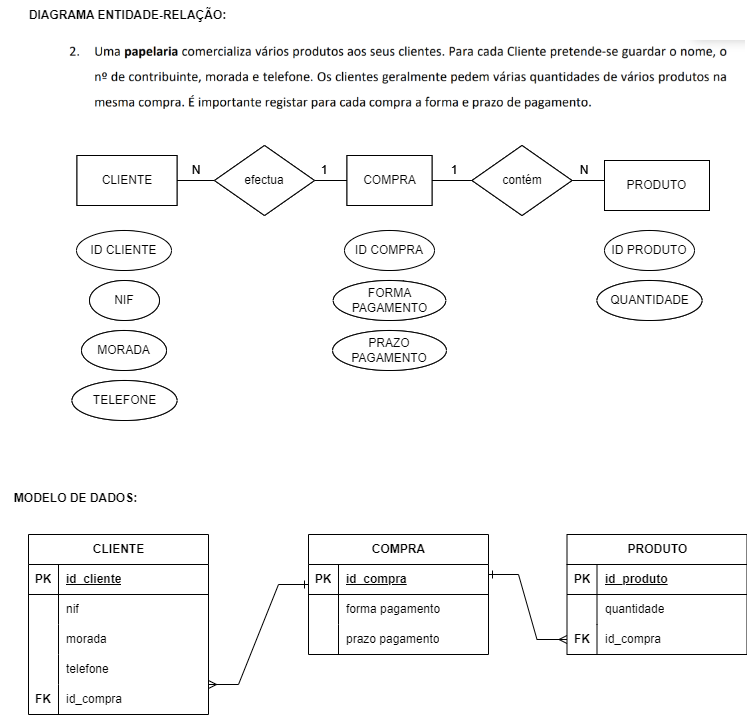 DIAGRAMA ENTIDADE-RELAÇÃO:
2. Uma papelaria comercializa vários produtos aos seus clientes. Para cada Cliente pretende-se guardar o nome, o
nº de contribuinte, morada e telefone. Os clientes geralmente pedem várias quantidades de vários produtos na
mesma compra. É importante registar para cada compra a forma e prazo de pagamento.
CLIENTE
N
efectua
1
COMPRA
1
contém
N
PRODUTO
ID CLIENTE
ID COMPRA
ID PRODUTO
NIF
FORMA
PAGAMENTO
QUANTIDADE
MORADA
PRAZO
PAGAMENTO
TELEFONE
MODELO DE DADOS:
CLIENTE
PK id_cliente
nif
morada
telefone
FK id_compra
COMPRA
PK id_compra
forma pagamento
prazo pagamento
PRODUTO
PK id_produto
quantidade
FK id_compra